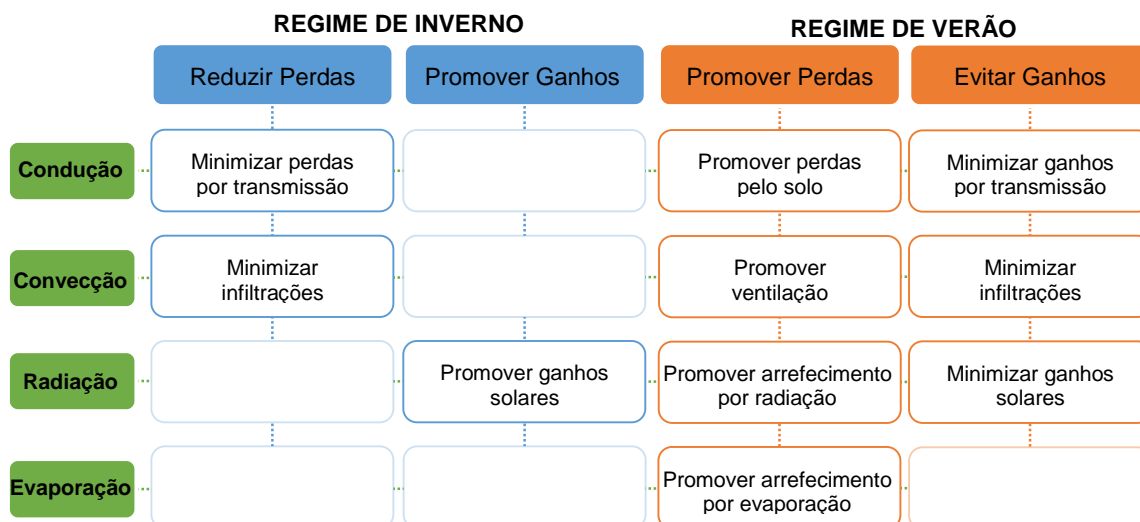 REGIME DE INVERNO
REGIME DE VERÃO
Reduzir Perdas
Promover Ganhos
Promover Perdas
Evitar Ganhos
Condução
Minimizar perdas
por transmissão
Promover perdas
pelo solo
Minimizar ganhos
por transmissão
Convecção
Minimizar
infiltrações
Promover
ventilação
Minimizar
infiltrações
Radiação
Promover ganhos
solares
Promover arrefecimento
por radiação
Minimizar ganhos
solares
Evaporação
Promover arrefecimento
por evaporação